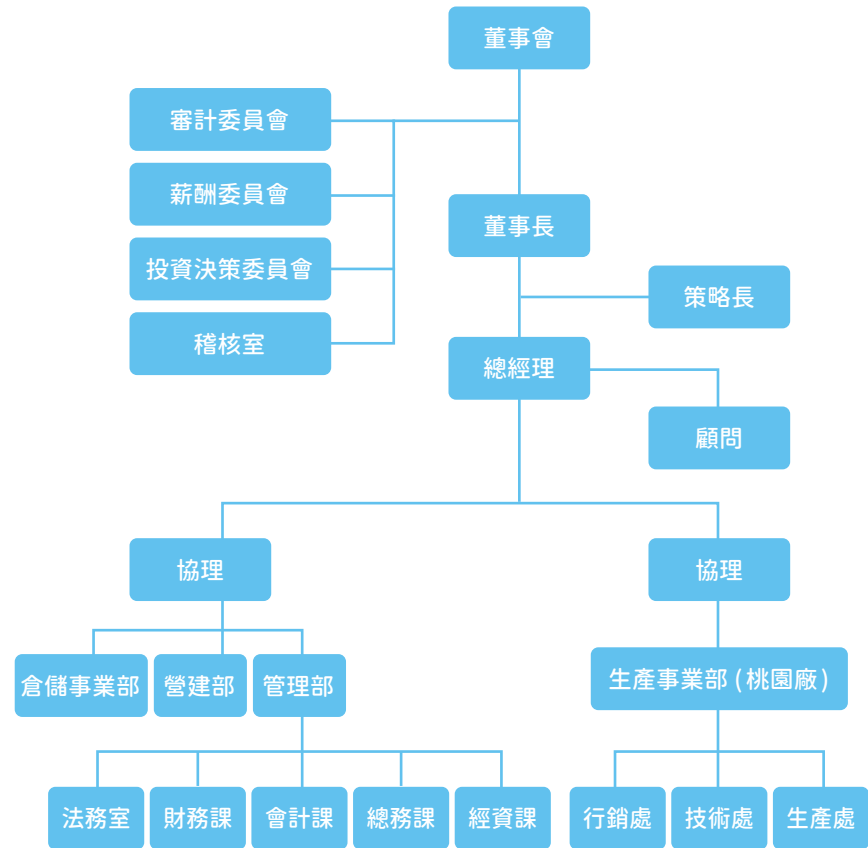 董事會
審計委員會
薪酬委員會
董事長
投資決策委員會
策略長
稽核室
總經理
顧問
協理
協理
倉儲事業部
營建部
管理部
生產事業部 ( 桃園廠 )
法務室
財務課
會計課
總務課
經資課
行銷處
技術處
生產處